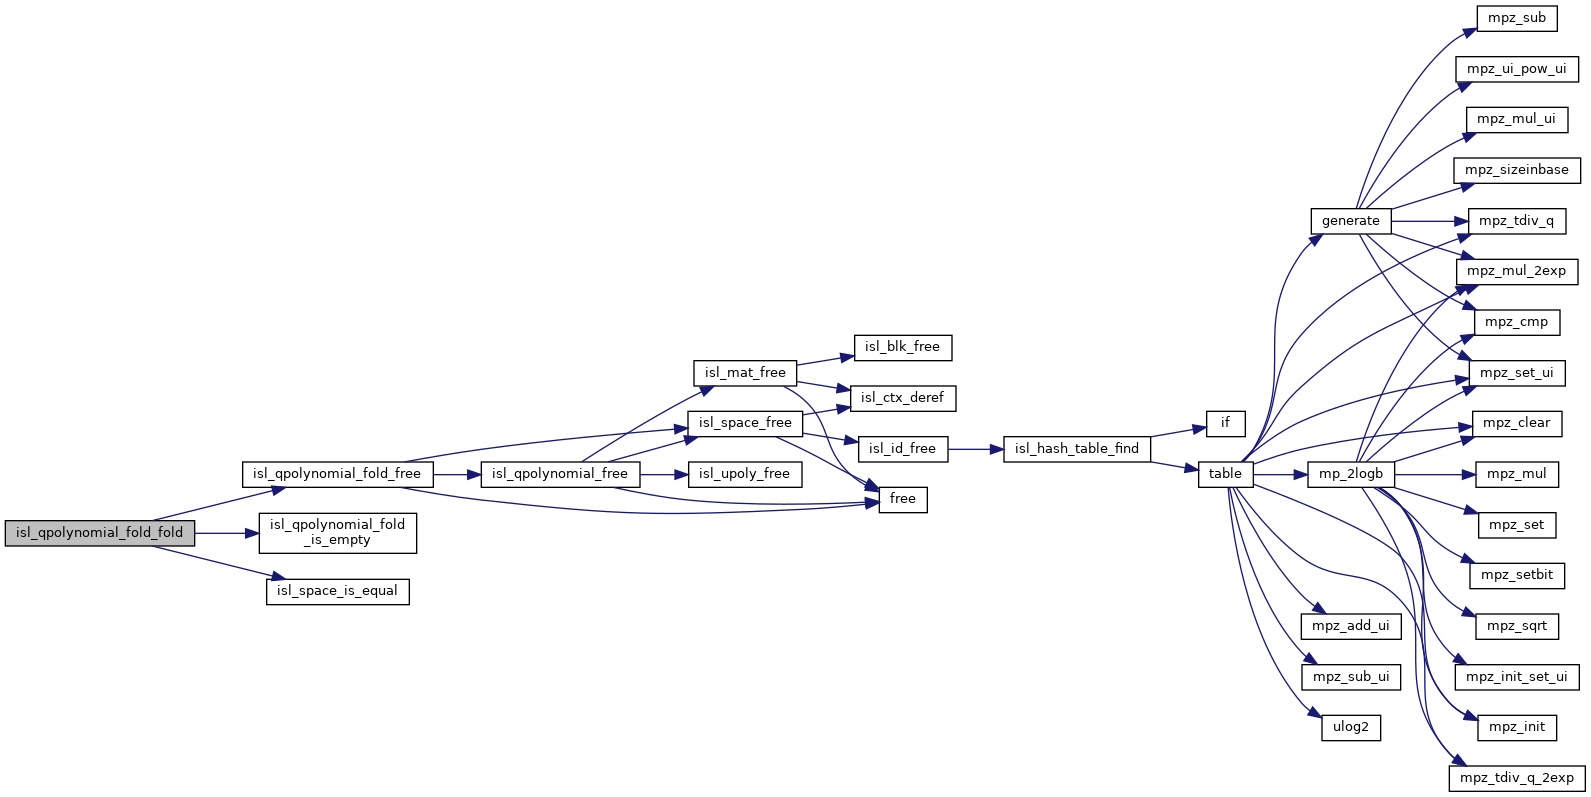 isl_qpolynomial_fold_fold
isl_qpolynomial_fold_free
isl_qpolynomial_fold
_is_empty
isl_space_is_equal
isl_qpolynomial_free
isl_mat_free
isl_space_free
isl_upoly_free
isl_blk_free
isl_ctx_deref
isl_id_free
free
isl_hash_table_find
if
table
generate
mp_2logb
mpz_add_ui
mpz_sub_ui
ulog2
mpz_sub
mpz_ui_pow_ui
mpz_mul_ui
mpz_sizeinbase
mpz_tdiv_q
mpz_mul_2exp
mpz_cmp
mpz_set_ui
mpz_clear
mpz_mul
mpz_set
mpz_setbit
mpz_sqrt
mpz_init_set_ui
mpz_init
mpz_tdiv_q_2exp